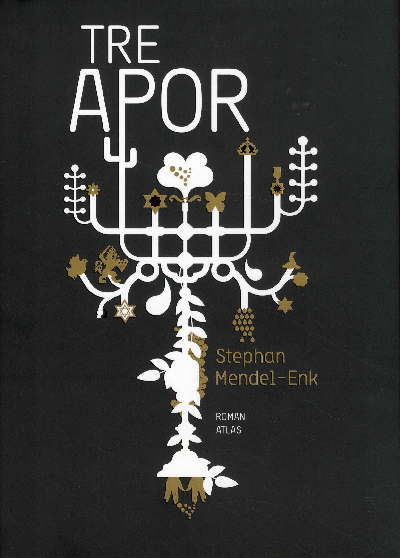 TRE
APOR
Stephan
Mendel-Enk
ROMAN
ATLAS